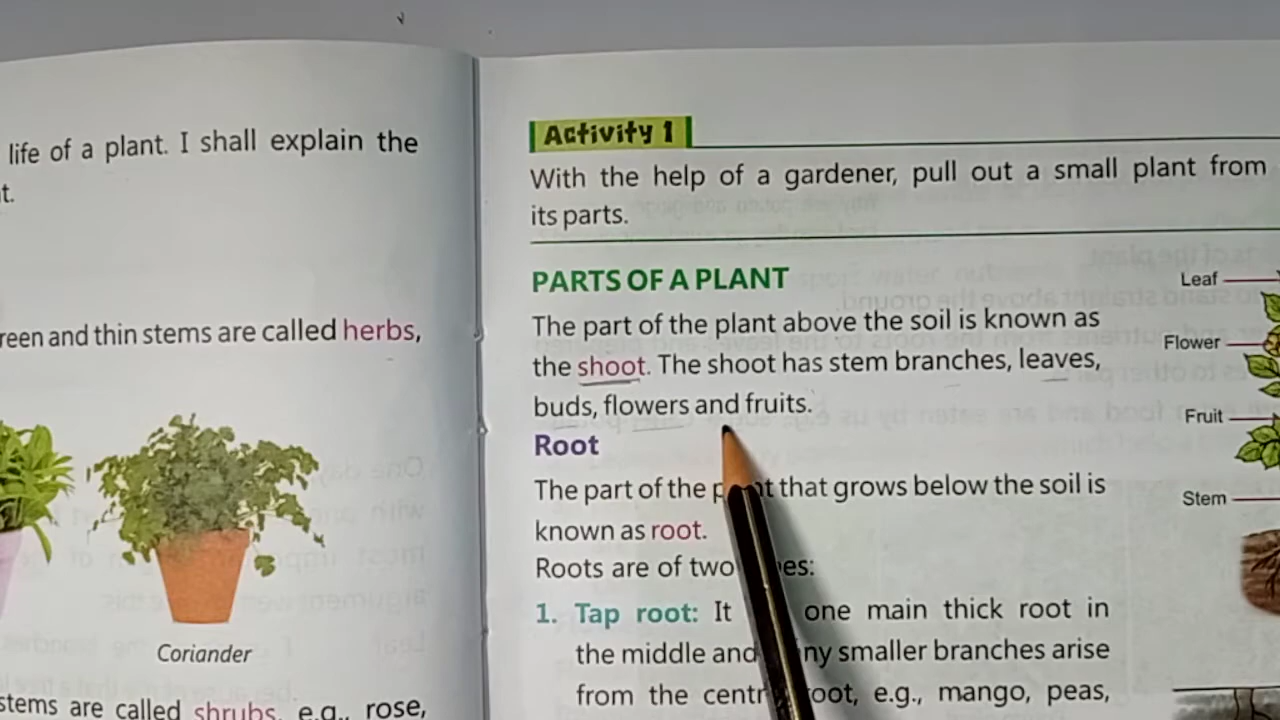 life of a plant. I shall explain the
t.
reen and thin stems are called herbs,
Coriander
stems are called shrubs, e.g., rose,
Activity 1
With the help of a gardener, pull out a small plant from
its parts.
PARTS OF A PLANT
The part of the plant above the soil is known as
the shoot. The shoot has stem branches, leaves,
buds, flowers and fruits.
Root
The part of the that grows below the soil is
known as root.
Roots are of two
1. Tap root: It one main thick root in
the middle and smaller branches arise
from the root, e.g., mango, peas,
Leaf
Flower
Fruit
Stem